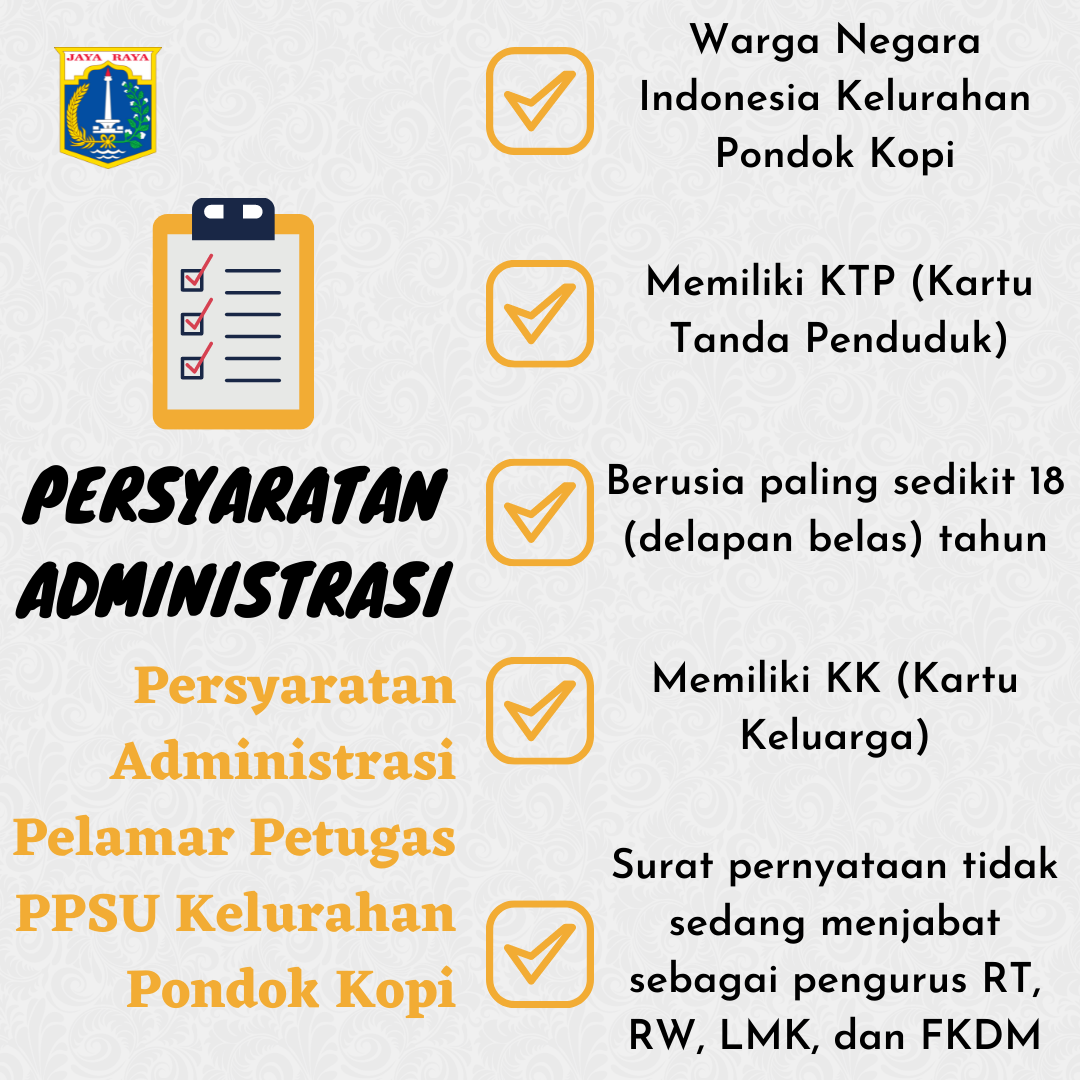 JAYA RAYA
PERSYARATAN
ADMINISTRASI
Persyaratan
Administrasi
Pelamar Petugas
PPSU Kelurahan
Pondok Kopi
Warga Negara
Indonesia Kelurahan
Pondok Kopi
Memiliki KTP (Kartu
Tanda Penduduk)
Berusia paling sedikit 18
(delapan belas) tahun
Memiliki KK (Kartu
Keluarga)
Surat pernyataan tidak
sedang menjabat
sebagai pengurus RT,
RW, LMK, dan FKDM